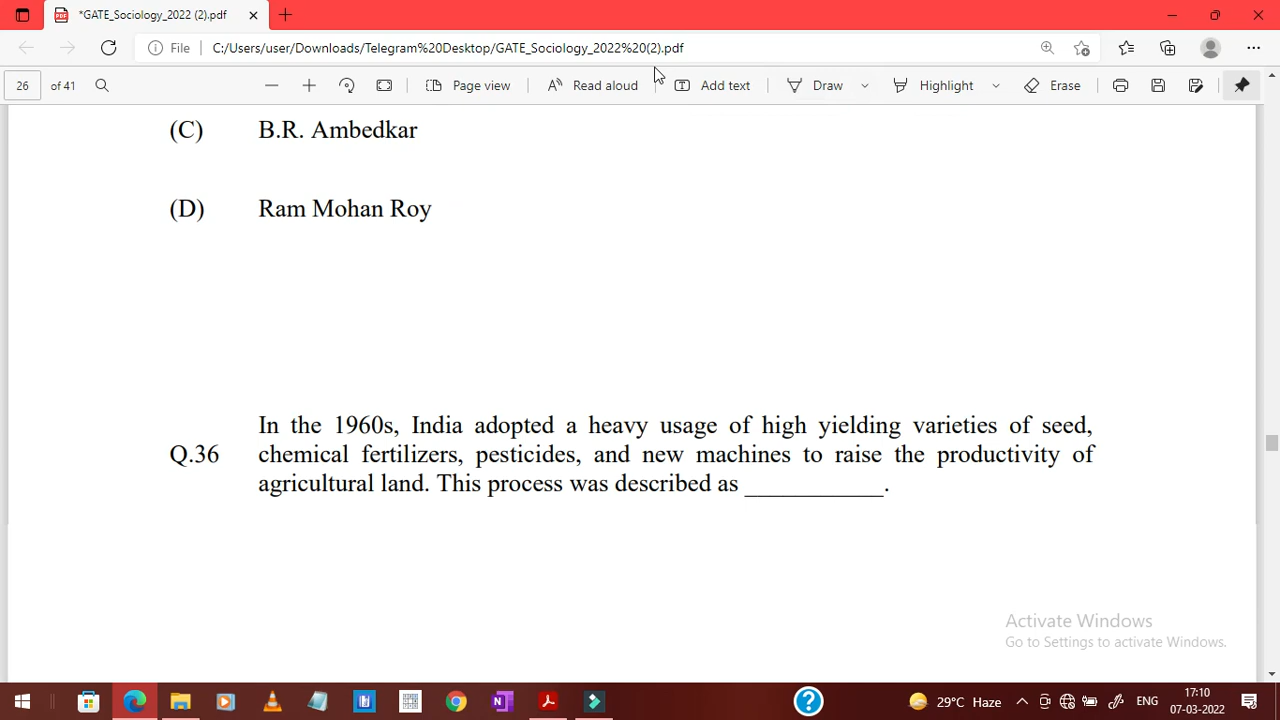 *GATE_Sociology_2022 (2).pdf
File C:/Users/user/Downloads/Telegram%20Desktop/GATE_Sociology_2022%20(2).pdf
26 of 41 Page view Read aloud Add text Draw Highlight Erase
(C) B.R. Ambedkar
(D) Ram Mohan Roy
In the 1960s, India adopted a heavy usage of high yielding varieties of seed,
Q.36 chemical fertilizers, pesticides, and new machines to raise the productivity of
agricultural land. This process was described as ___________.
Activate Windows
Go to Settings to activate Windows.
29°C Haze ENG 17:10
07-03-2022